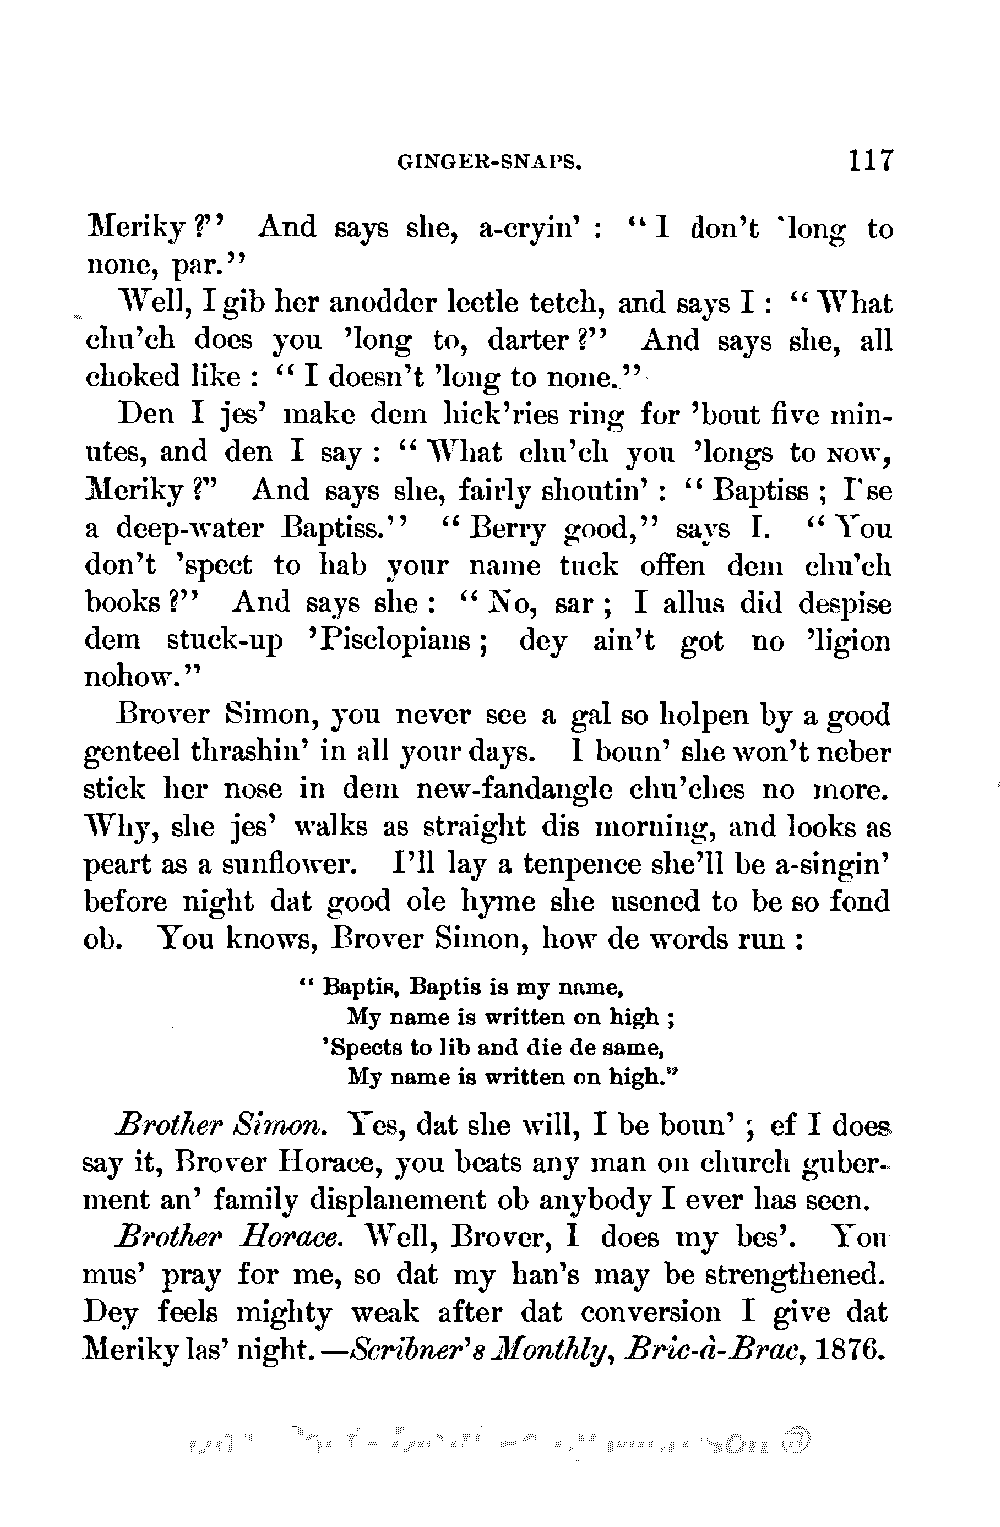 GINGER-SNAPS. 117
Meriky?" And says she, a-cryin' : "I don't 'long to
none, par."
Well, I gib her anodder leetle tetch, and says I : "What
chu'ch does you 'long to, darter?" And says she, all
choked like : "I doesn't 'long to none."
Den I jes' make dem hick'ries ring fur 'bout five min-
utes, and den I say : "What chu'ch you 'longs to NOW,
Meriky?" And says she, fairly shoutin' : "Baptiss ; I'se
a deep-water Baptiss." "Berry good," says I. "You
don't 'spect to hab your name tuck offen dem chu'ch
books?" And says she : "No, sar ; I allus did despise
dem stuck-up 'Pisclopians ; dey ain't got no 'ligion
nohow."
Brover Simon, you never see a gal so holpen by a good
genteel thrashin' in all your days. I boun' she won't neber
stick her nose in dem new-fandangle chu'ches no more.
Why, she jes' walks as straight dis morning, and looks as
peart as a sunflower. I'll lay a tenpence she'll be a-singin'
before night dat good ole hyme she usened to be so fond
ob. You knows, Brover Simon, how de words run :
"Baptis, Baptis is my name,
My name is written on high ;
'Spects to lib and die de same,
My name is written on high."
Brother Simon. Yes, dat she will, I be boun' ; ef I does
say it, Brover Horace, you beats any man on church guber-
ment an' family displanement ob anybody I ever has seen.
Brother Horace. Well, Brover, I does my bes'. You
mus' pray for me, so dat my han's may be strengthened.
Dey feels mighty weak after dat conversion I give dat
Meriky las' night.—Scribner's Monthly, Bric-à-Brac, 1876.